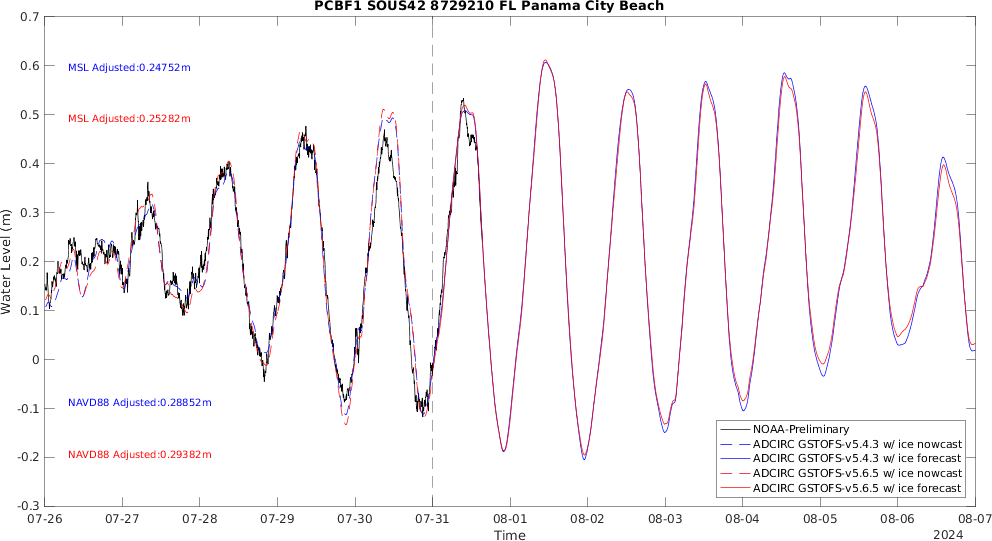 PCBF1 SOUS42 8729210 FL Panama City Beach
0.7
0.6
0.5
0.4
0.3
0.2
0.1
0
-0.1
-0.2
-0.3
Water Level (m)
MSL Adjusted:0.24752m
MSL Adjusted:0.25282m
NAVD88 Adjusted:0.28852m
NAVD88 Adjusted:0.29382m
NOAA-Preliminary
ADCIRC GSTOFS-v5.4.3 w/ ice nowcast
ADCIRC GSTOFS-v5.4.3 w/ ice forecast
ADCIRC GSTOFS-v5.6.5 w/ ice nowcast
ADCIRC GSTOFS-v5.6.5 w/ ice forecast
07-26 07-27 07-28 07-29 07-30 07-31 08-01 08-02 08-03 08-04 08-05 08-06 08-07
Time
2024